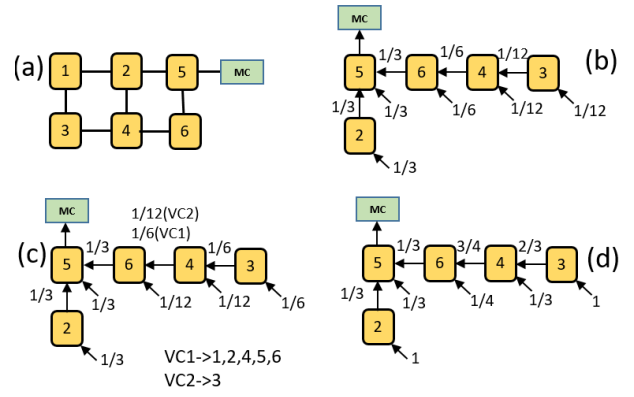 (a)
1 2 5 MC
3 4 6
(b)
MC
1/3 1/6 1/12
5 6 4 3
1/3 1/3 1/6 1/12 1/12
2
1/3
(c)
MC
1/12(VC2)
1/6(VC1)
1/3 1/6
5 6 4 3
1/3 1/3 1/12 1/12 1/6
2
1/3
VC1->1,2,4,5,6
VC2->3
(d)
MC
1/3 3/4 2/3
5 6 4 3
1/3 1/3 1/4 1/3 1
2
1